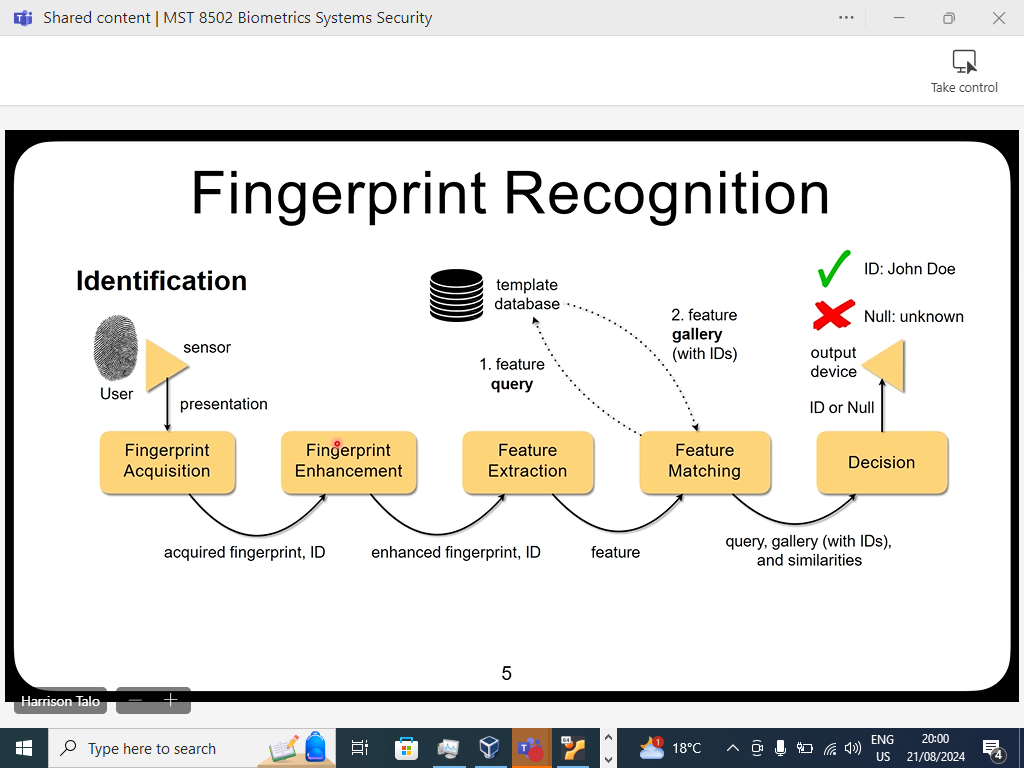 Shared content | MST 8502 Biometrics Systems Security
Take control
Fingerprint Recognition
Identification
sensor
User
presentation
template
database
1. feature
query
2. feature
gallery
(with IDs)
ID: John Doe
Null: unknown
output
device
ID or Null
Fingerprint
Acquisition
Fingerprint
Enhancement
Feature
Extraction
Feature
Matching
Decision
acquired fingerprint, ID
enhanced fingerprint, ID
feature
query, gallery (with IDs),
and similarities
5
Harrison Talo
Type here to search
64
1
18°C
ENG
US
20:00
21/08/2024
4